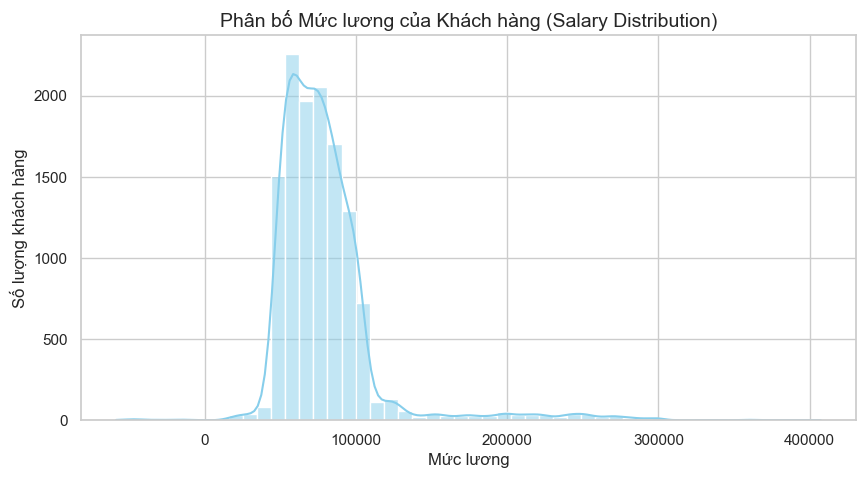 Phân bố Mức lương của Khách hàng (Salary Distribution)
Số lượng khách hàng
2000
1500
1000
500
0
0 100000 200000 300000 400000
Mức lương